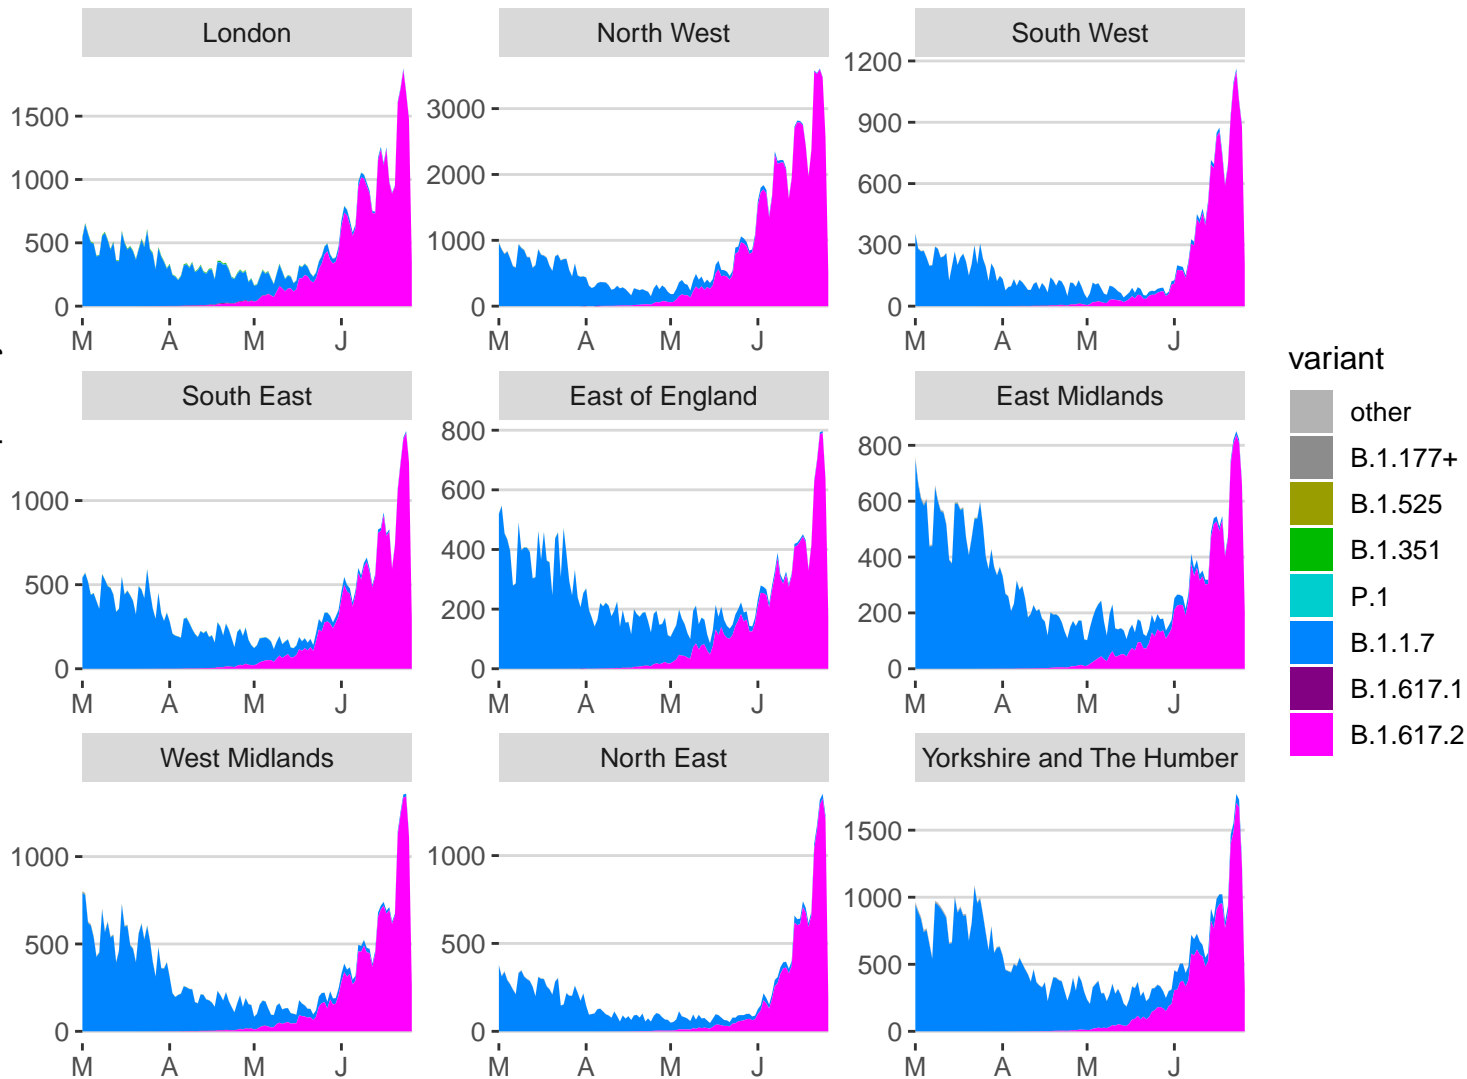 London North West South West
1500
1000
500
0
M A M J
3000
2000
1000
0
M A M J
1200
900
600
300
0
M A M J
South East East of England East Midlands
1000
500
0
M A M J
800
600
400
200
0
M A M J
800
600
400
200
0
M A M J
West Midlands North East Yorkshire and The Humber
1000
500
0
M A M J
1000
500
0
M A M J
1500
1000
500
0
M A M J
variant
other
B.1.177+
B.1.525
B.1.351
P.1
B.1.1.7
B.1.617.1
B.1.617.2